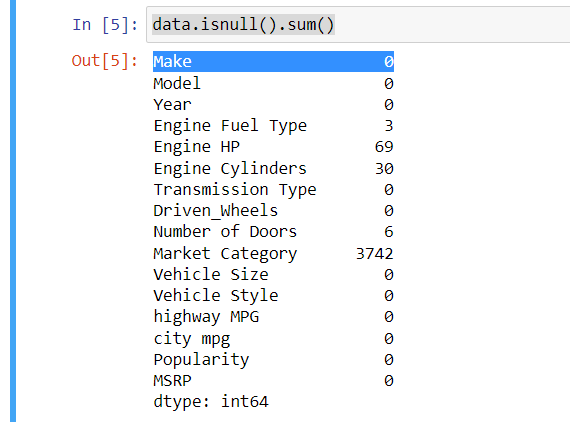 In [5]: data.isnull().sum()
Out[5]: Make 0
Model 0
Year 0
Engine Fuel Type 3
Engine HP 69
Engine Cylinders 30
Transmission Type 0
Driven_Wheels 0
Number of Doors 6
Market Category 3742
Vehicle Size 0
Vehicle Style 0
highway MPG 0
city mpg 0
Popularity 0
MSRP 0
dtype: int64